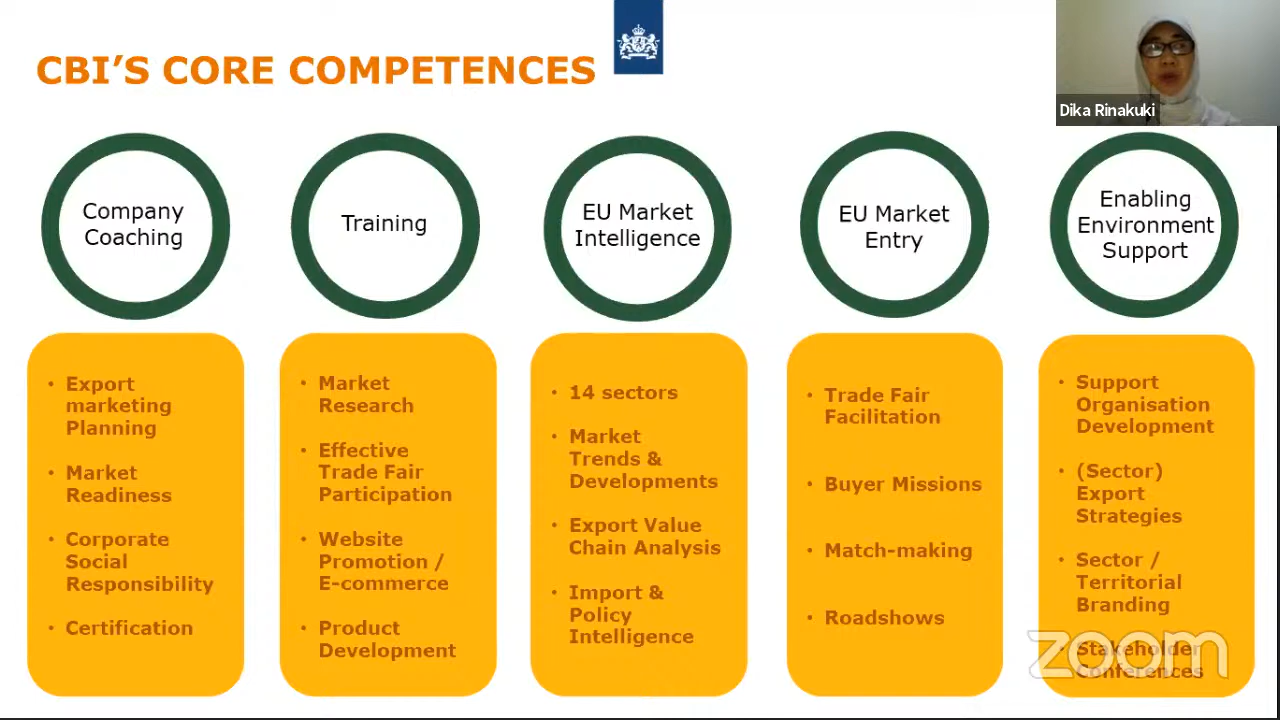 CBI'S CORE COMPETENCES
Dika Rinakuki
Company
Coaching
Training
EU Market
Intelligence
EU Market
Entry
Enabling
Environment
Support
• Export
marketing
Planning
• Market
Readiness
• Corporate
Social
Responsibility
• Certification
• Market
Research
• Effective
Trade Fair
Participation
• Website
Promotion /
E-commerce
• Product
Development
• 14 sectors
• Market
Trends &
Developments
• Export Value
Chain Analysis
• Import &
Policy
Intelligence
• Trade Fair
Facilitation
• Buyer Missions
• Match-making
• Roadshows
• Support
Organisation
Development
• (Sector)
Export
Strategies
• Sector /
Territorial
Branding
• Stakeholder
Conferences
zoom